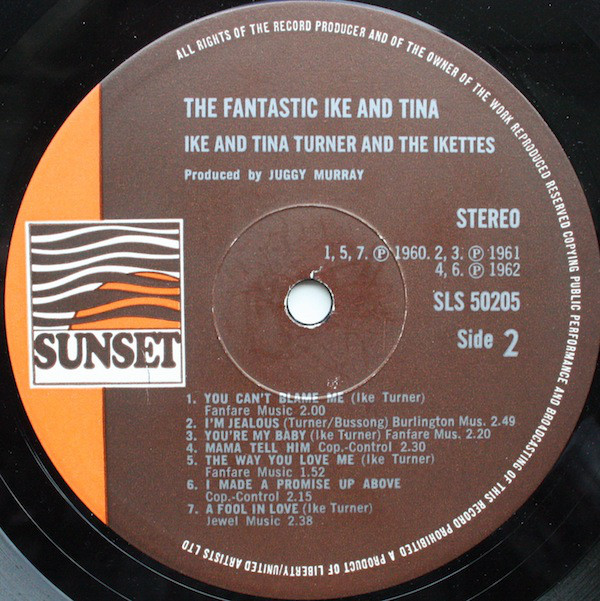 ALL RIGHTS OF THE RECORD PRODUCER AND OF THE OWNER OF THE WORK REPRODUCED RESERVED COPYING PUBLIC PERFORMANCE AND BROADCASTING OF THIS RECORD PROHIBITED A PRODUCT OF LIBERTY/UNITED ARTISTS LTD
THE FANTASTIC IKE AND TINA
IKE AND TINA TURNER AND THE IKETTES
Produced by JUGGY MURRAY
STEREO
1, 5, 7. Ⓟ 1960. 2, 3. Ⓟ 1961
4, 6. Ⓟ 1962
SLS 50205
Side 2
SUNSET
1. YOU CAN'T BLAME ME (Ike Turner)
Fanfare Music 2.00
2. I'M JEALOUS (Turner/Bussong) Burlington Mus. 2.49
3. YOU'RE MY BABY (Ike Turner) Fanfare Mus. 2.20
4. MAMA TELL HIM Cop.-Control 2.30
5. THE WAY YOU LOVE ME (Ike Turner)
Fanfare Music 1.52
6. I MADE A PROMISE UP ABOVE
Cop.-Control 2.15
7. A FOOL IN LOVE (Ike Turner)
Jewel Music 2.38